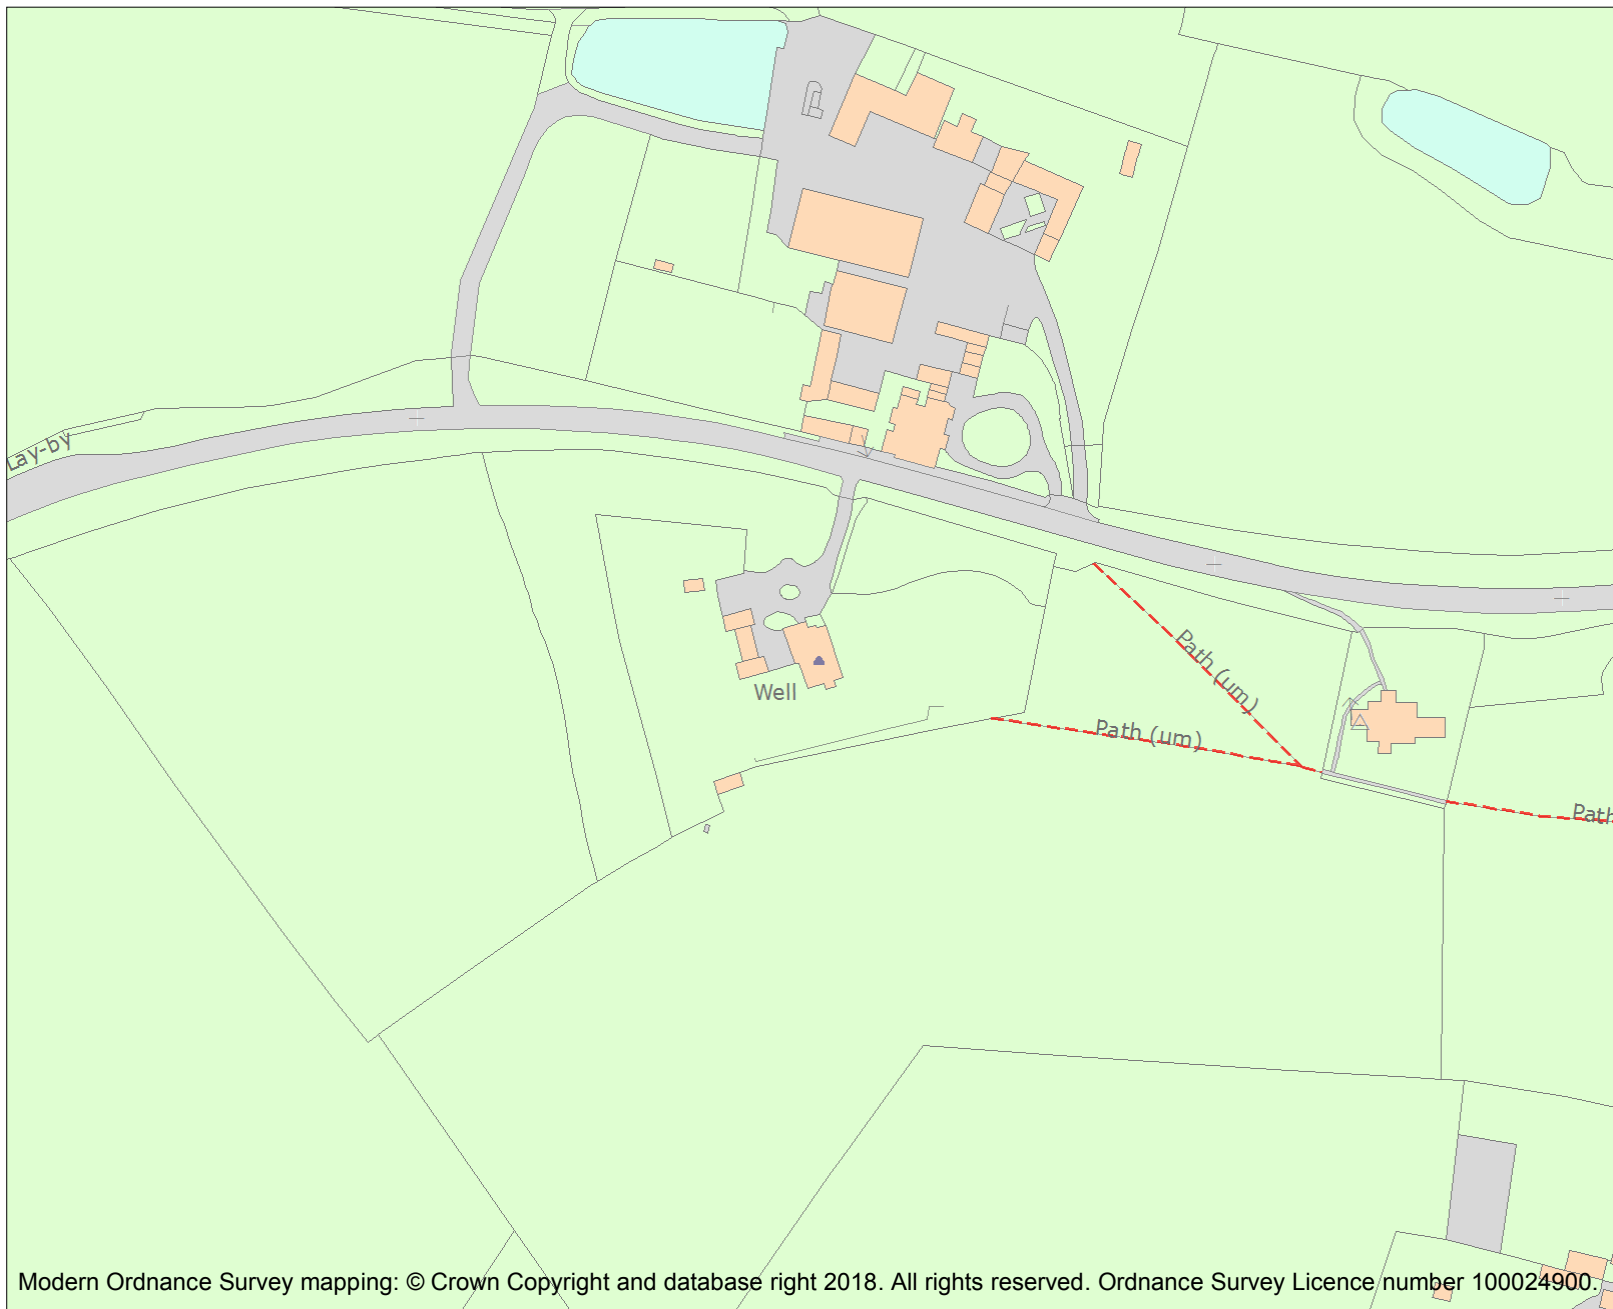 Lay-by
Path (um)
Well
Path (um)
Path
Modern Ordnance Survey mapping: © Crown Copyright and database right 2018. All rights reserved. Ordnance Survey Licence number 100024900.